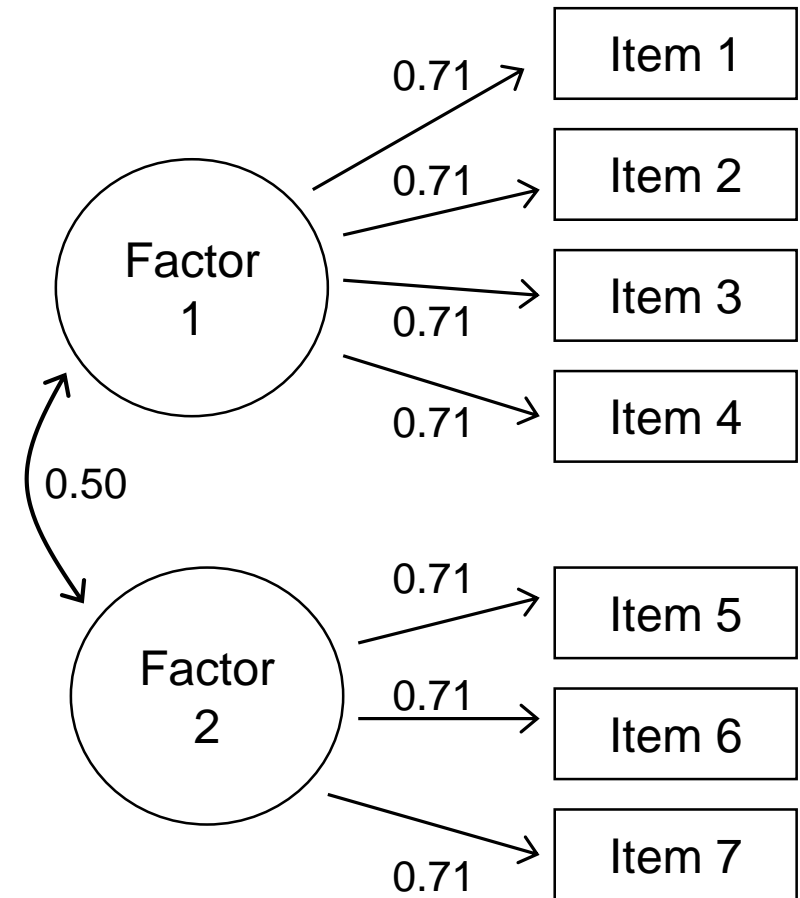 Item 1
0.71
Item 2
0.71
Factor
1
Item 3
0.71
Item 4
0.71
0.50
0.71
Item 5
Factor
2
0.71
Item 6
Item 7
0.71